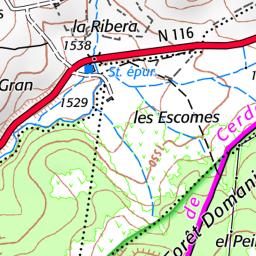 la Ribera
1538
N 116
St. épur.
Gran
1529
les Escomes
1550
de Cerd
Forêt Domani
el Pei